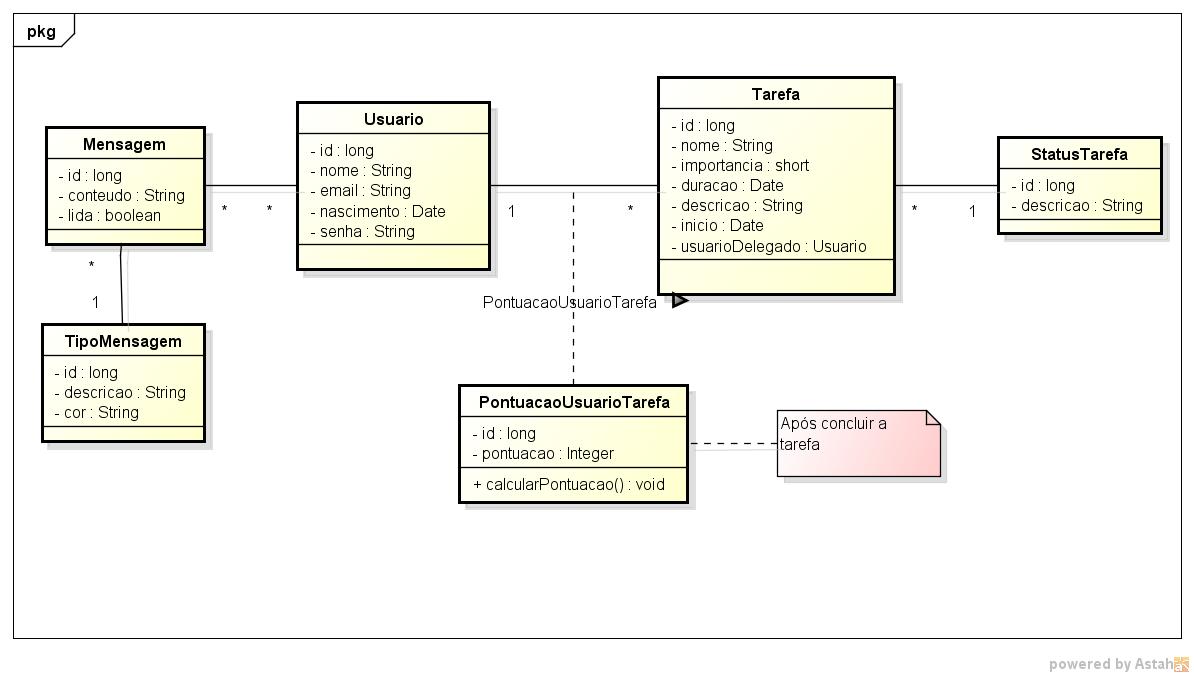 pkg
Mensagem
- id : long
- conteudo : String
- lida : boolean
Usuario
- id : long
- nome : String
- email : String
- nascimento : Date
- senha : String
Tarefa
- id : long
- nome : String
- importancia : short
- duracao : Date
- descricao : String
- inicio : Date
- usuarioDelegado : Usuario
StatusTarefa
- id : long
- descricao : String
* *
1 *
* 1
*
1
PontuacaoUsuarioTarefa
TipoMensagem
- id : long
- descricao : String
- cor : String
PontuacaoUsuarioTarefa
- id : long
- pontuacao : Integer
+ calcularPontuacao() : void
Após concluir a
tarefa
powered by Astah